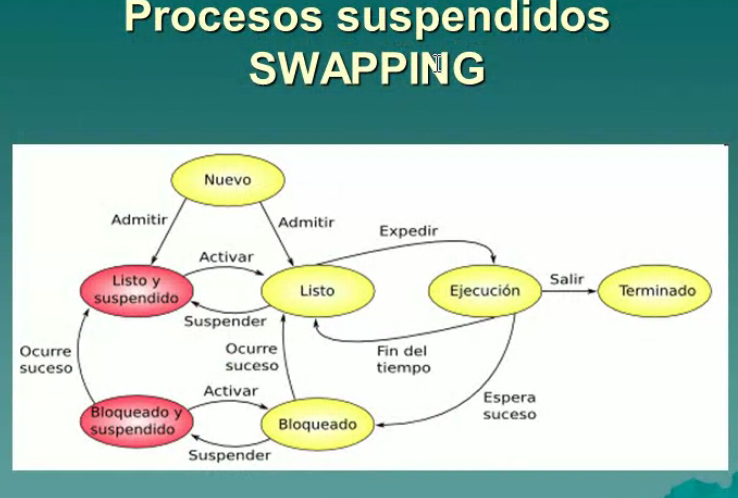 Procesos suspendidos
SWAPPING
Nuevo
Admitir
Admitir
Expedir
Activar
Listo y
suspendido
Listo
Ejecución
Salir
Terminado
Suspender
Ocurre
suceso
Ocurre
suceso
Fin del
tiempo
Activar
Espera
suceso
Bloqueado y
suspendido
Bloqueado
Suspender